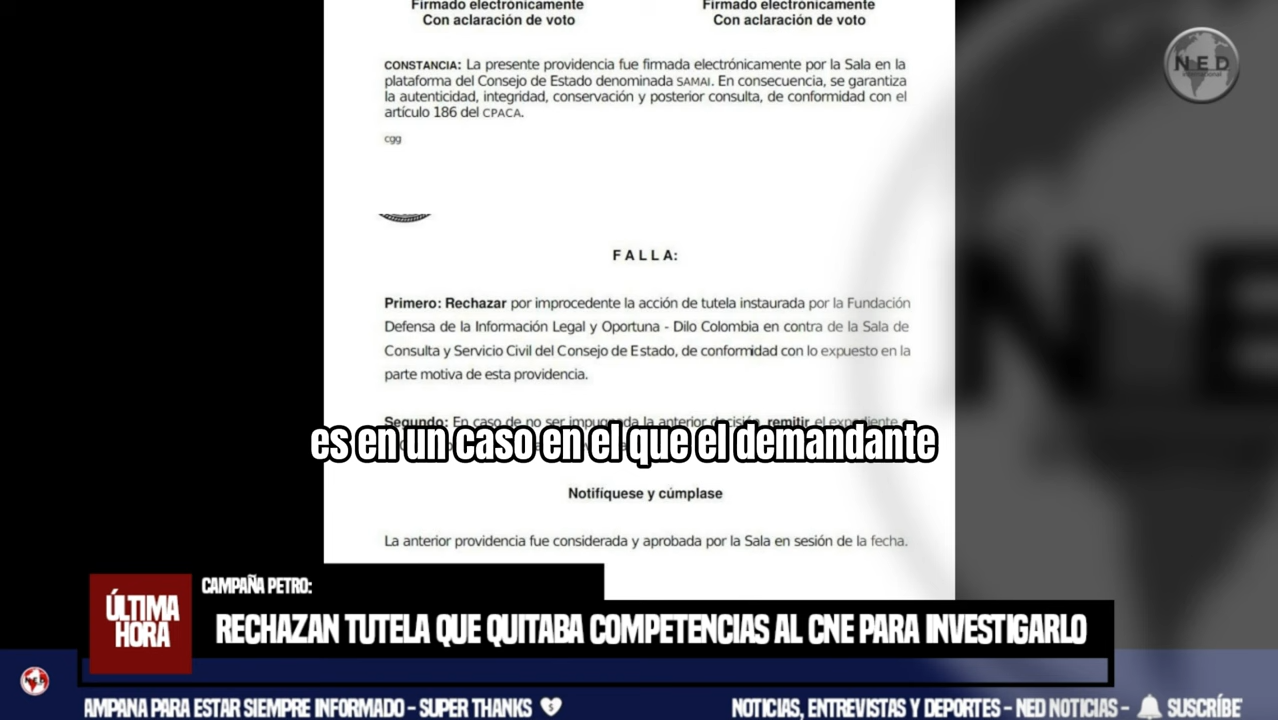 Firmado electrónicamente
Con aclaración de voto
Firmado electrónicamente
Con aclaración de voto
NED
CONSTANCIA: La presente providencia fue firmada electrónicamente por la Sala en la
plataforma del Consejo de Estado denominada SAMAI. En consecuencia, se garantiza
la autenticidad, integridad, conservación y posterior consulta, de conformidad con el
artículo 186 del CPACA.
cgg
F A L L A:
Primero: Rechazar por improcedente la acción de tutela instaurada por la Fundación
Defensa de la Información Legal y Oportuna - Dilo Colombia en contra de la Sala de
Consulta y Servicio Civil del Consejo de Estado, de conformidad con lo expuesto en la
parte motiva de esta providencia.
Segundo: En caso de no ser impugnada la anterior decisión, remitir el expediente a
es en un caso en el que el demandante
Notifíquese y cúmplase
La anterior providencia fue considerada y aprobada por la Sala en sesión de la fecha.
CAMPAÑA PETRO:
ÚLTIMA
HORA
RECHAZAN TUTELA QUE QUITABA COMPETENCIAS AL CNE PARA INVESTIGARLO
AMPANA PARA ESTAR SIEMPRE INFORMADO - SUPER THANKS
NOTICIAS, ENTREVISTAS Y DEPORTES - NED NOTICIAS -
SUSCRÍBE